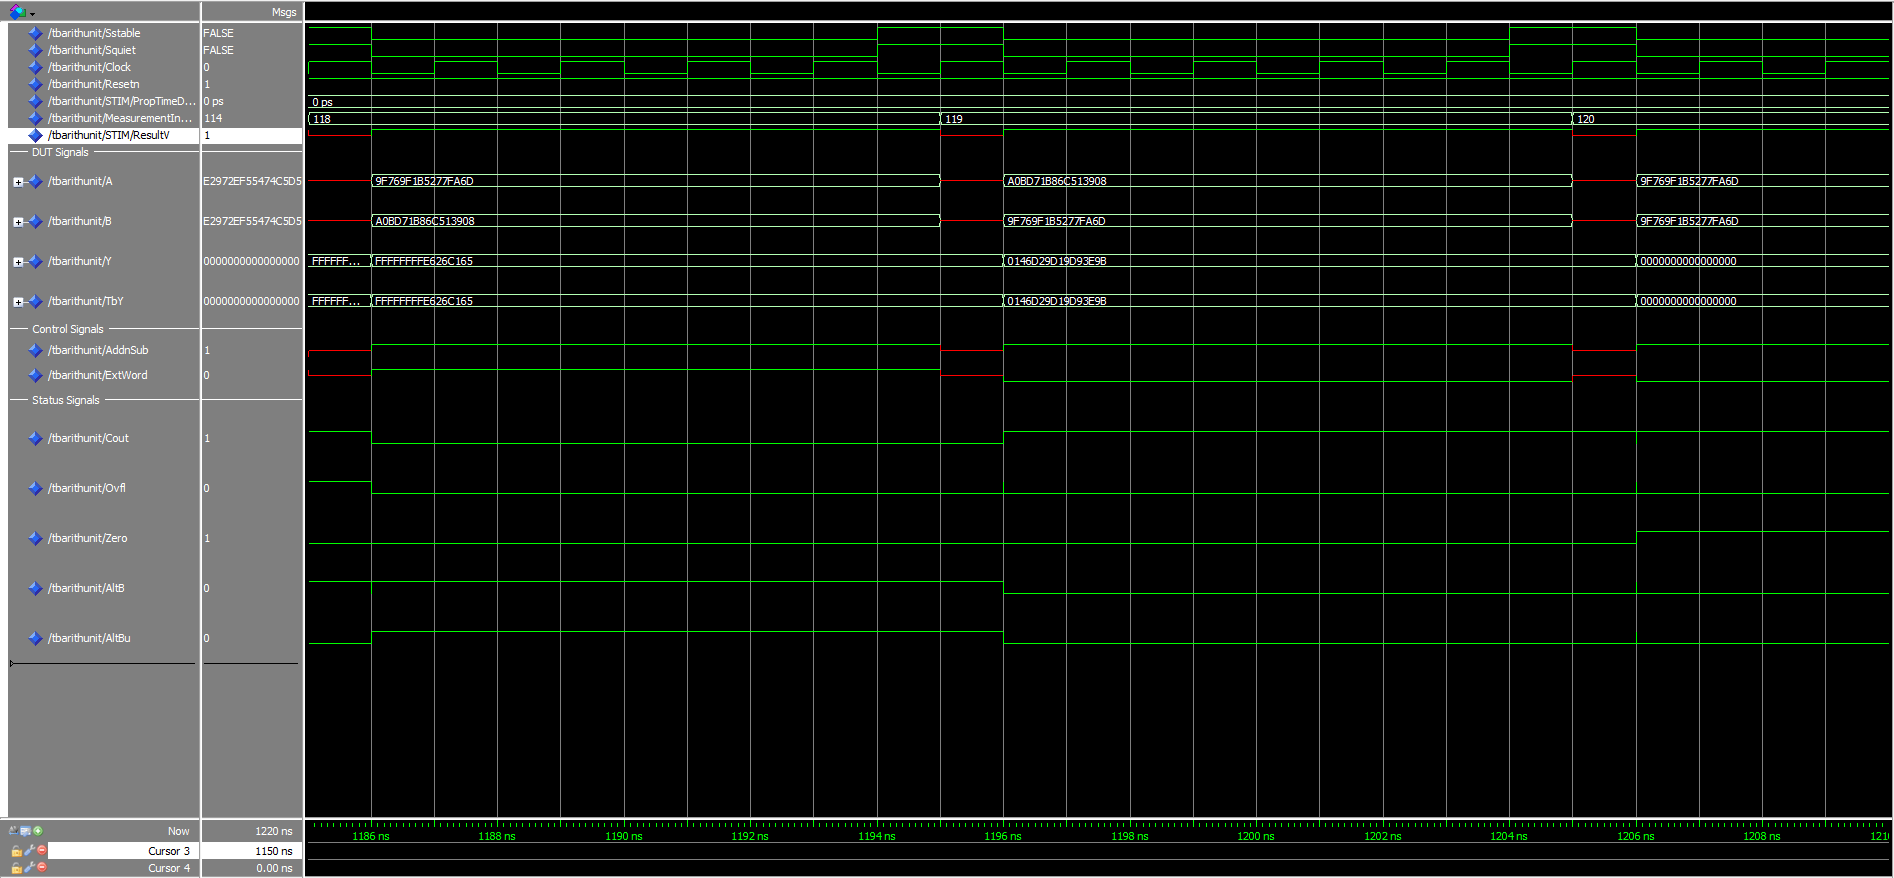 Msgs
/tbarithunit/Sstable FALSE
/tbarithunit/Squiet FALSE
/tbarithunit/Clock 0
/tbarithunit/Resetn 1
/tbarithunit/STIM/PropTimeD... 0 ps 0 ps
/tbarithunit/MeasurementIn... 114 118 119 120
/tbarithunit/STIM/ResultV 1
DUT Signals
/tbarithunit/A E2972EF55474C5D5 9F769F1B5277FA6D A0BD71B86C513908 9F769F1B5277FA6D
/tbarithunit/B E2972EF55474C5D5 A0BD71B86C513908 9F769F1B5277FA6D 9F769F1B5277FA6D
/tbarithunit/Y 0000000000000000 FFFFFF... FFFFFFFFE626C165 0146D29D19D93E9B 0000000000000000
/tbarithunit/TbY 0000000000000000 FFFFFF... FFFFFFFFE626C165 0146D29D19D93E9B 0000000000000000
Control Signals
/tbarithunit/AddnSub 1
/tbarithunit/ExtWord 0
Status Signals
/tbarithunit/Cout 1
/tbarithunit/Ovfl 0
/tbarithunit/Zero 1
/tbarithunit/AltB 0
/tbarithunit/AltBu 0
Now 1220 ns 1186 ns 1188 ns 1190 ns 1192 ns 1194 ns 1196 ns 1198 ns 1200 ns 1202 ns 1204 ns 1206 ns 1208 ns
Cursor 3 1150 ns
Cursor 4 0.00 ns